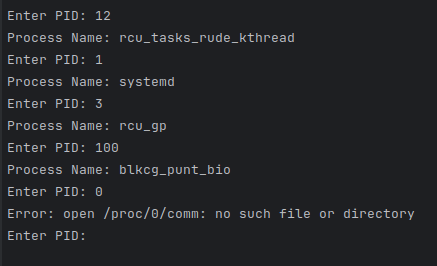 Enter PID: 12
Process Name: rcu_tasks_rude_kthread
Enter PID: 1
Process Name: systemd
Enter PID: 3
Process Name: rcu_gp
Enter PID: 100
Process Name: blkcg_punt_bio
Enter PID: 0
Error: open /proc/0/comm: no such file or directory
Enter PID: